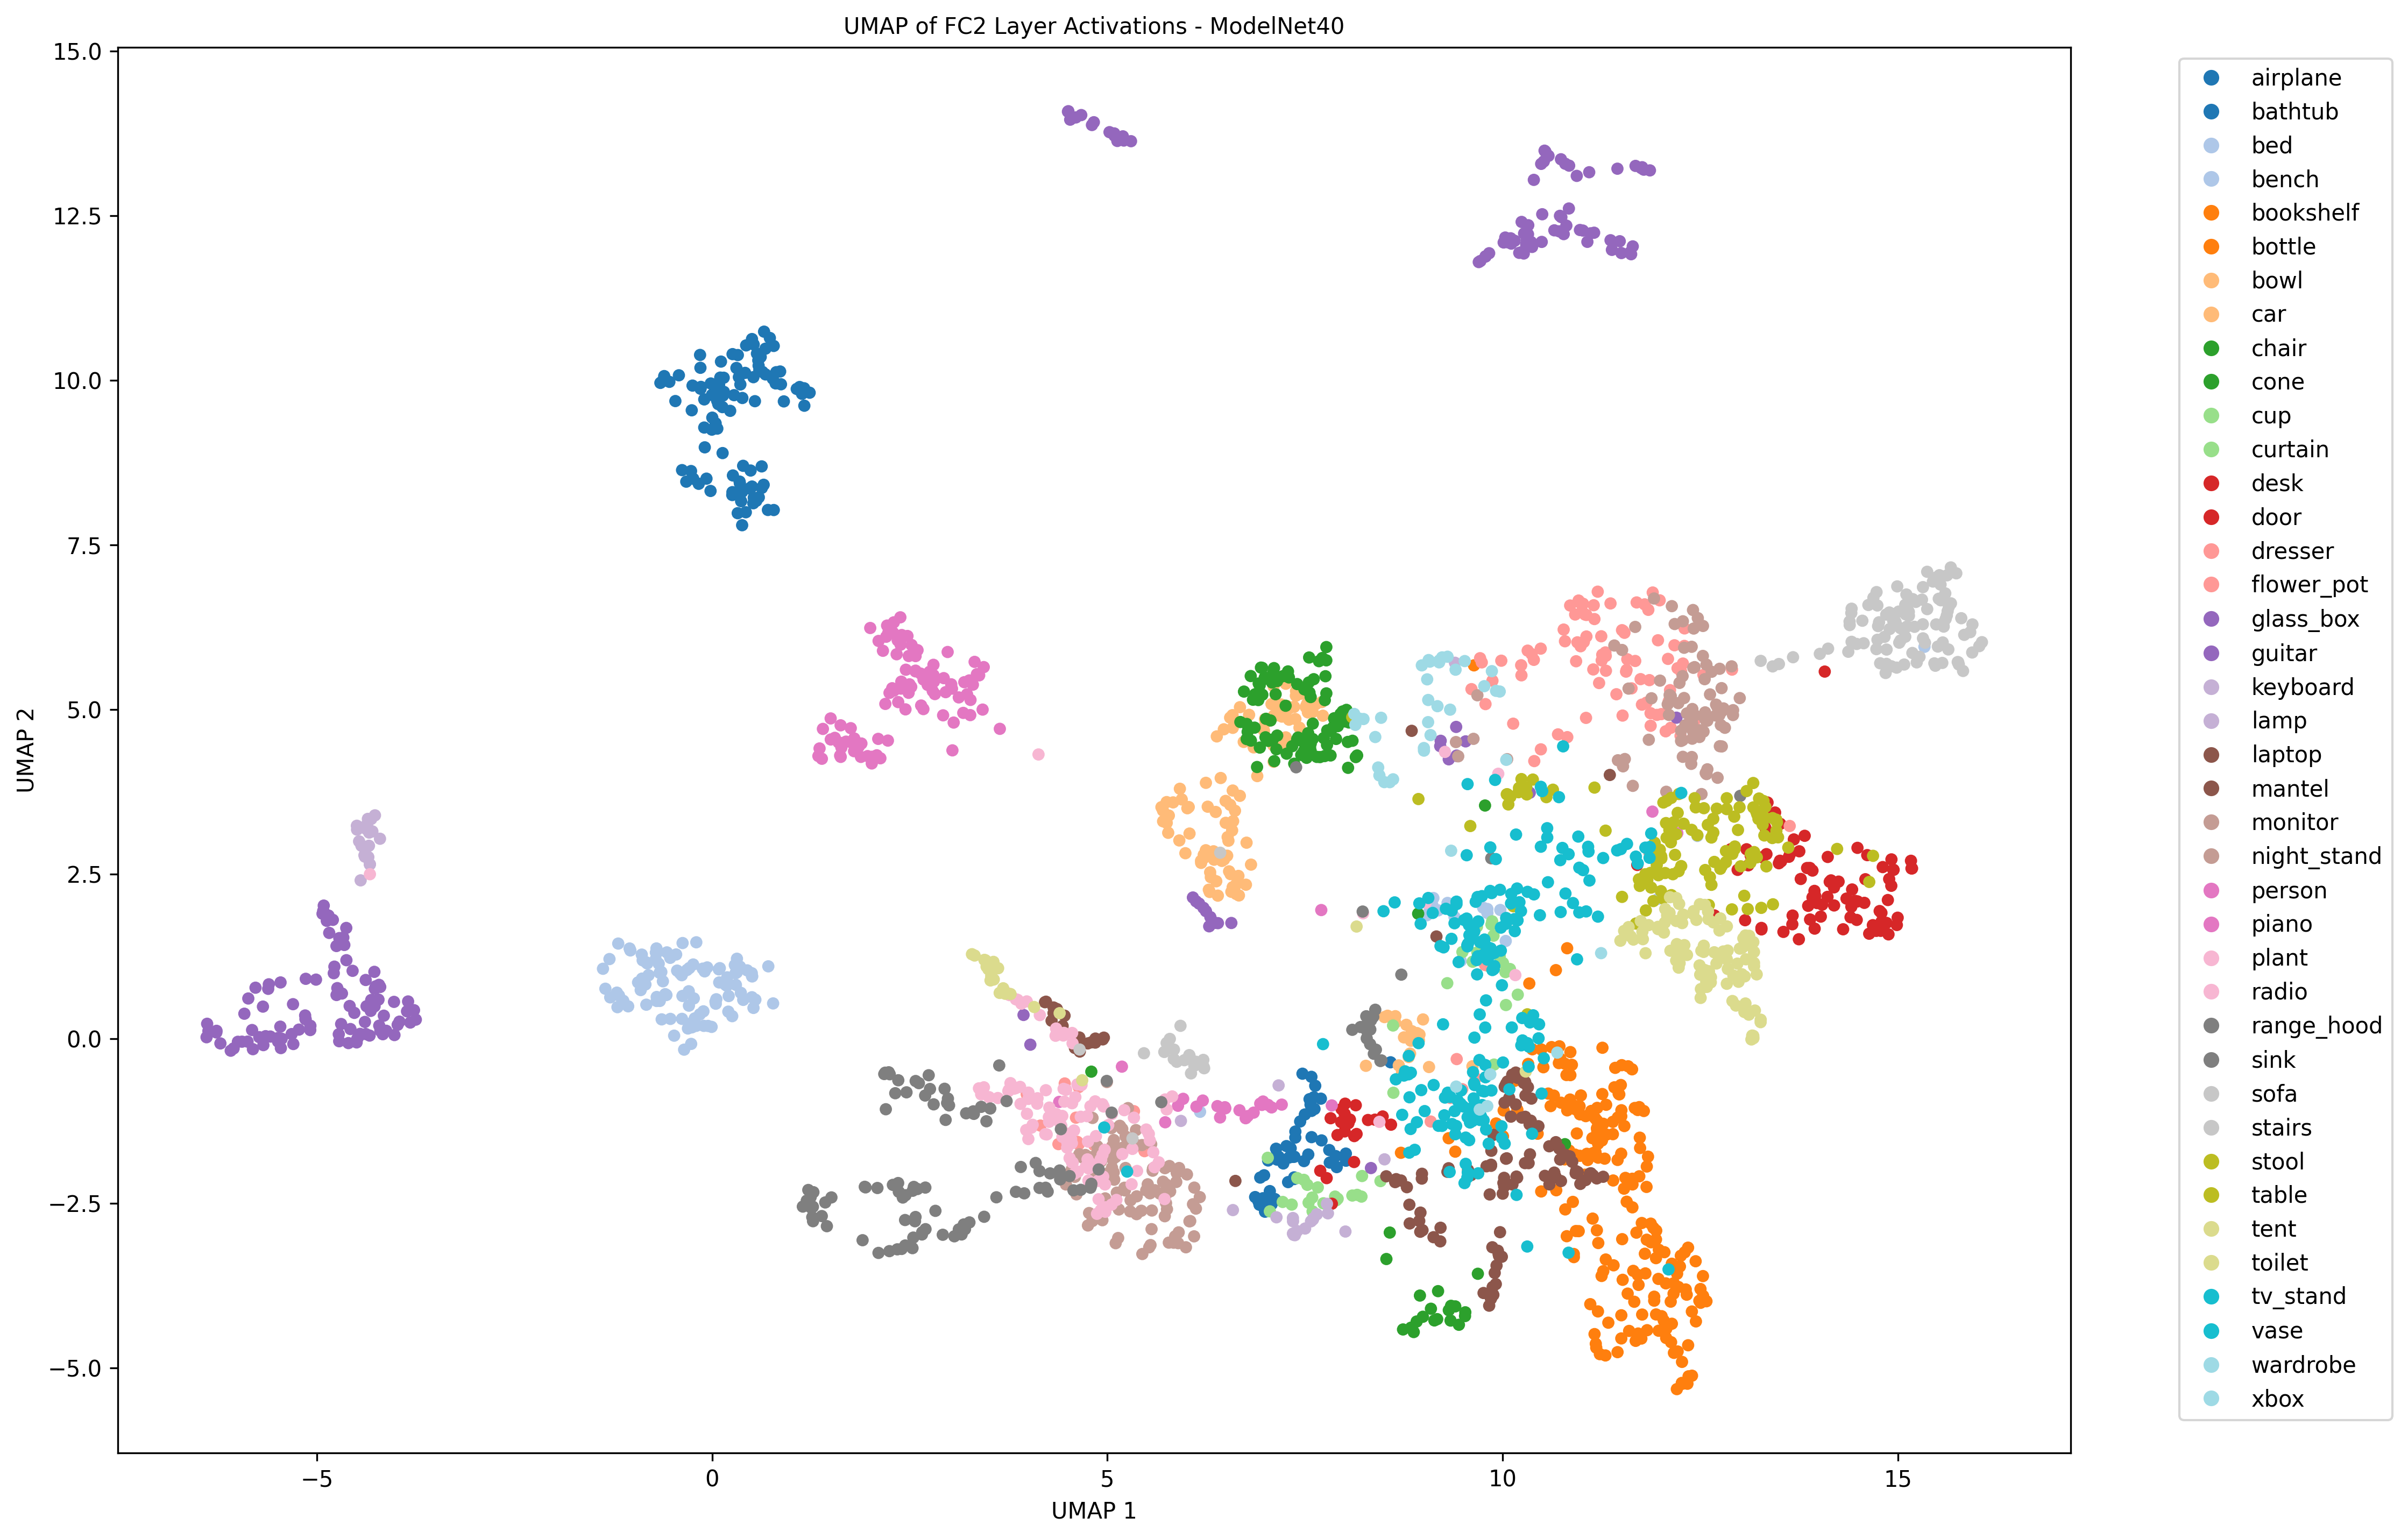 UMAP of FC2 Layer Activations - ModelNet40
15.0
12.5
10.0
7.5
5.0
2.5
0.0
−2.5
−5.0
UMAP 2
−5
0
5
10
15
UMAP 1
airplane
bathtub
bed
bench
bookshelf
bottle
bowl
car
chair
cone
cup
curtain
desk
door
dresser
flower_pot
glass_box
guitar
keyboard
lamp
laptop
mantel
monitor
night_stand
person
piano
plant
radio
range_hood
sink
sofa
stairs
stool
table
tent
toilet
tv_stand
vase
wardrobe
xbox